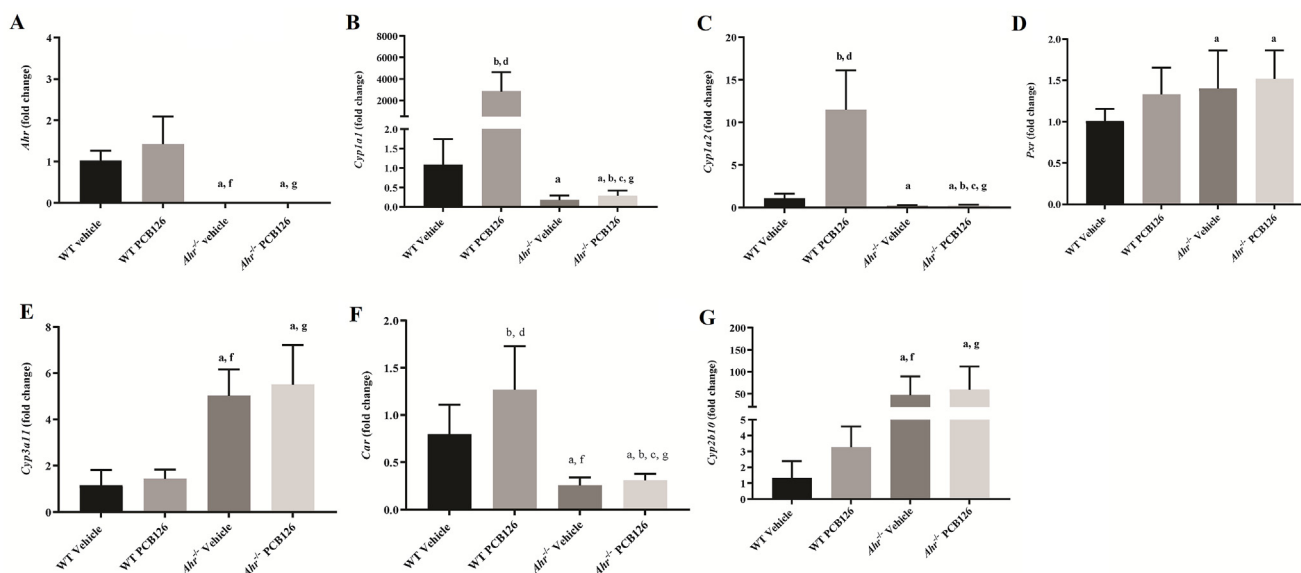 A
Ahr (fold change)
4
3
2
1
0
a, f
a, g
WT vehicle
WT PCB126
Ahr-/- vehicle
Ahr-/- PCB126
B
Cyp1a1 (fold change)
8000
6000
4000
2000
2.0
1.5
1.0
0.5
0.0
b, d
a
a, b, c, g
WT Vehicle
WT PCB126
Ahr-/- Vehicle
Ahr-/- PCB126
C
Cyp1a2 (fold change)
20
15
10
5
0
b, d
a
a, b, c, g
WT Vehicle
WT PCB126
Ahr-/- Vehicle
Ahr-/- PCB126
D
Pxr (fold change)
2.0
1.5
1.0
0.5
0.0
a
a
WT Vehicle
WT PCB126
Ahr-/- Vehicle
Ahr-/- PCB126
E
Cyp3a11 (fold change)
8
6
4
2
0
a, f
a, g
WT Vehicle
WT PCB126
Ahr-/- Vehicle
Ahr-/- PCB126
F
Car (fold change)
2.0
1.5
1.0
0.5
0.0
b, d
a, f
a, b, c, g
WT Vehicle
WT PCB126
Ahr-/- Vehicle
Ahr-/- PCB126
G
Cyp2b10 (fold change)
200
150
100
50
5
4
3
2
1
0
a, f
a, g
WT Vehicle
WT PCB126
Ahr-/- Vehicle
Ahr-/- PCB126